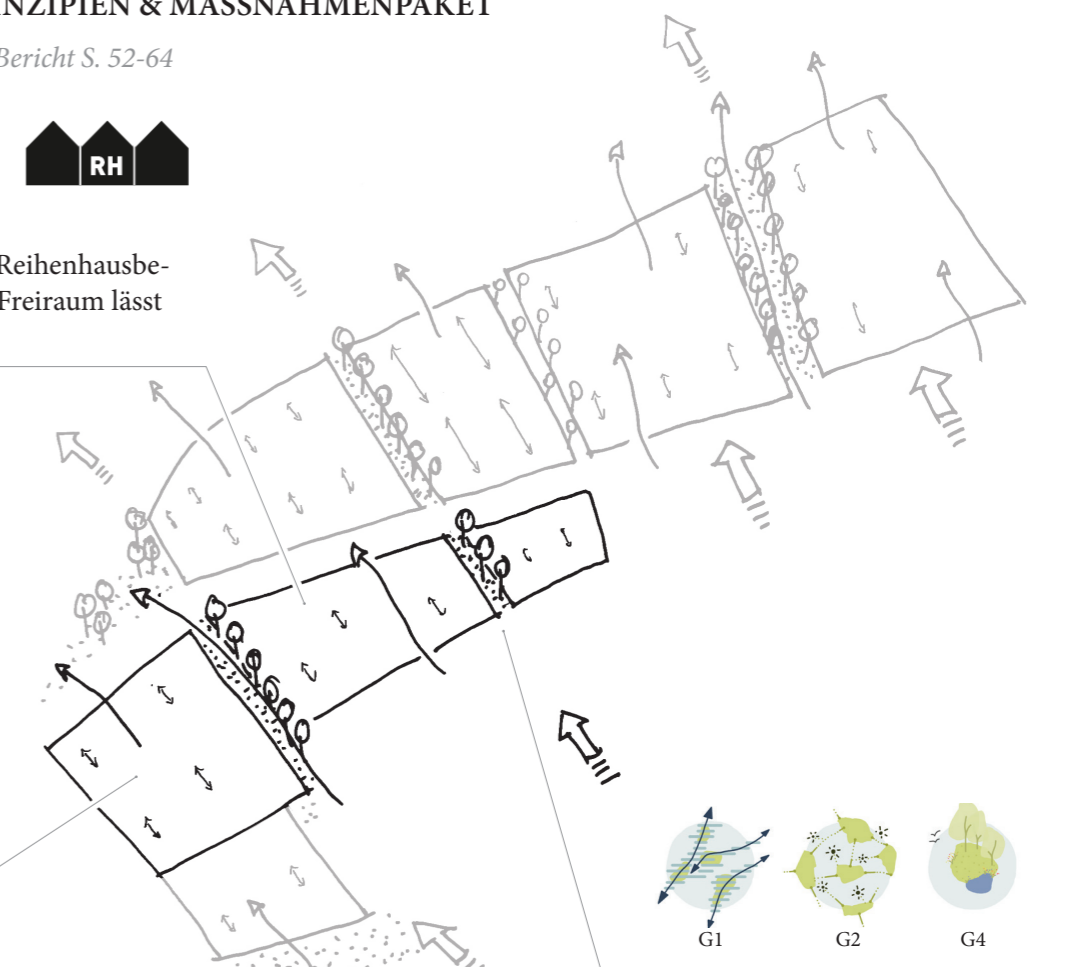 NZIPIEN & MASSNAHMENPAKET
Bericht S. 52-64
RH
Reihenhausbe-
Freiraum lässt
G1
G2
G4